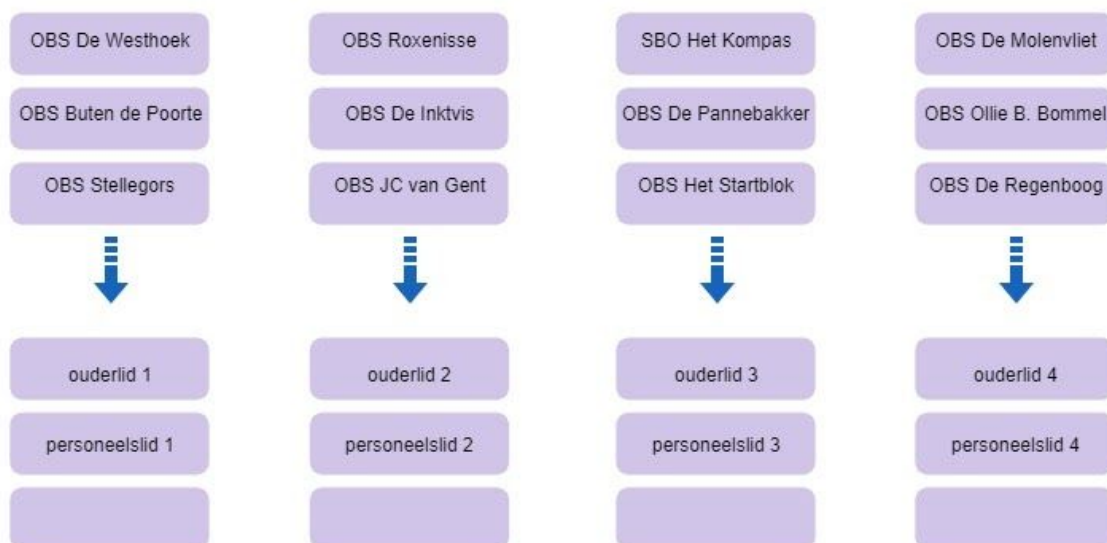 OBS De Westhoek
OBS Roxenisse
SBO Het Kompas
OBS De Molenvliet
OBS Buten de Poorte
OBS De Inktvis
OBS De Pannebakker
OBS Ollie B. Bommel
OBS Stellegors
OBS JC van Gent
OBS Het Startblok
OBS De Regenboog
ouderlid 1
ouderlid 2
ouderlid 3
ouderlid 4
personeelslid 1
personeelslid 2
personeelslid 3
personeelslid 4